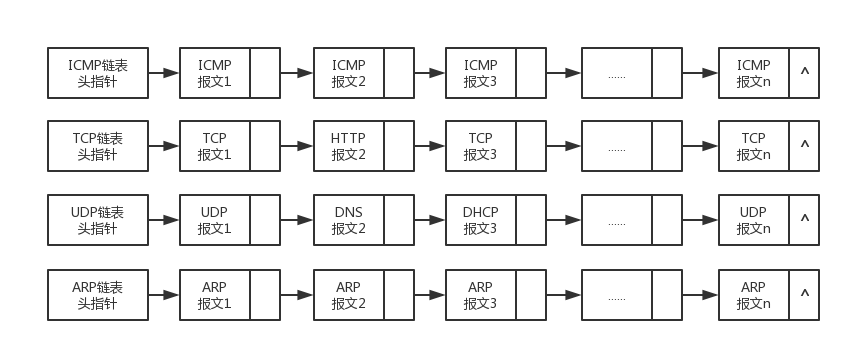 ICMP链表
头指针
ICMP
报文1
ICMP
报文2
ICMP
报文3
......
ICMP
报文n
^
TCP链表
头指针
TCP
报文1
HTTP
报文2
TCP
报文3
......
TCP
报文n
^
UDP链表
头指针
UDP
报文1
DNS
报文2
DHCP
报文3
......
UDP
报文n
^
ARP链表
头指针
ARP
报文1
ARP
报文2
ARP
报文3
......
ARP
报文n
^